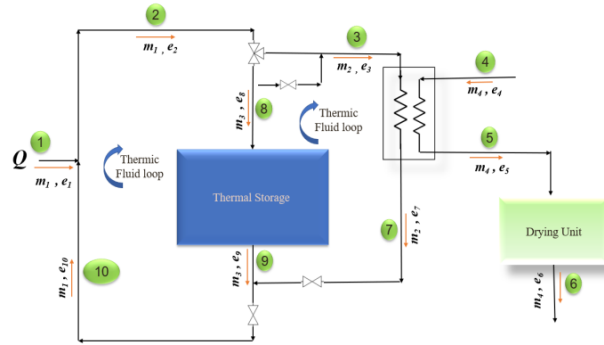 2
m₁ , e₂
3
m₂ , e₃
4
m₄ , e₄
8
m₃, e₈
Thermic
Fluid loop
1
Q
m₁ , e₁
Thermic
Fluid loop
5
m₄ , e₅
Thermal Storage
7
m₂ , e₇
Drying Unit
10
m₁, e₁₀
9
m₃, e₉
m₄, e₆
6